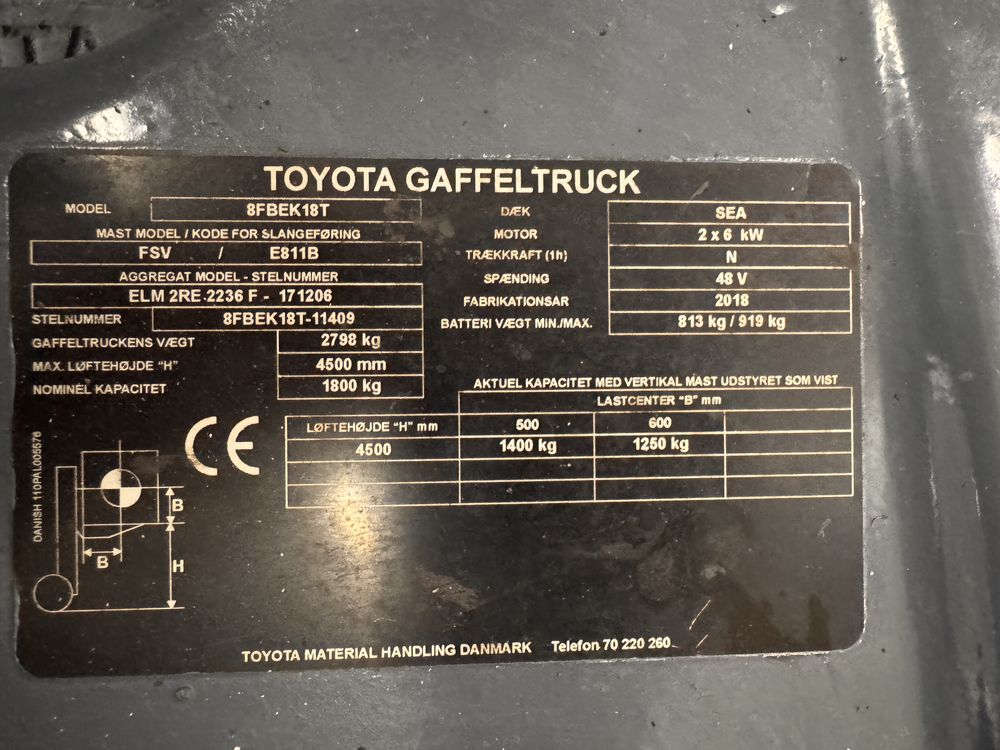 TOYOTA GAFFELTRUCK
MODEL 8FBEK18T
MAST MODEL / KODE FOR SLANGEFØRING
FSV / E811B
AGGREGAT MODEL - STELNUMMER
ELM 2RE 2236 F - 171206
STELNUMMER 8FBEK18T-11409
GAFFELTRUCKENS VÆGT 2798 kg
MAX. LØFTEHØJDE "H" 4500 mm
NOMINEL KAPACITET 1800 kg
DÆK SEA
MOTOR 2 x 6 kW
TRÆKKRAFT (1h) N
SPÆNDING 48 V
FABRIKATIONSAR 2018
BATTERI VÆGT MIN./MAX. 813 kg / 919 kg
AKTUEL KAPACITET MED VERTIKAL MAST UDSTYRET SOM VIST
LASTCENTER "B" mm
LØFTEHØJDE "H" mm 500 600
4500 1400 kg 1250 kg
CE
DANISH 110PAL005576
B
B
H
TOYOTA MATERIAL HANDLING DANMARK Telefon 70 220 260